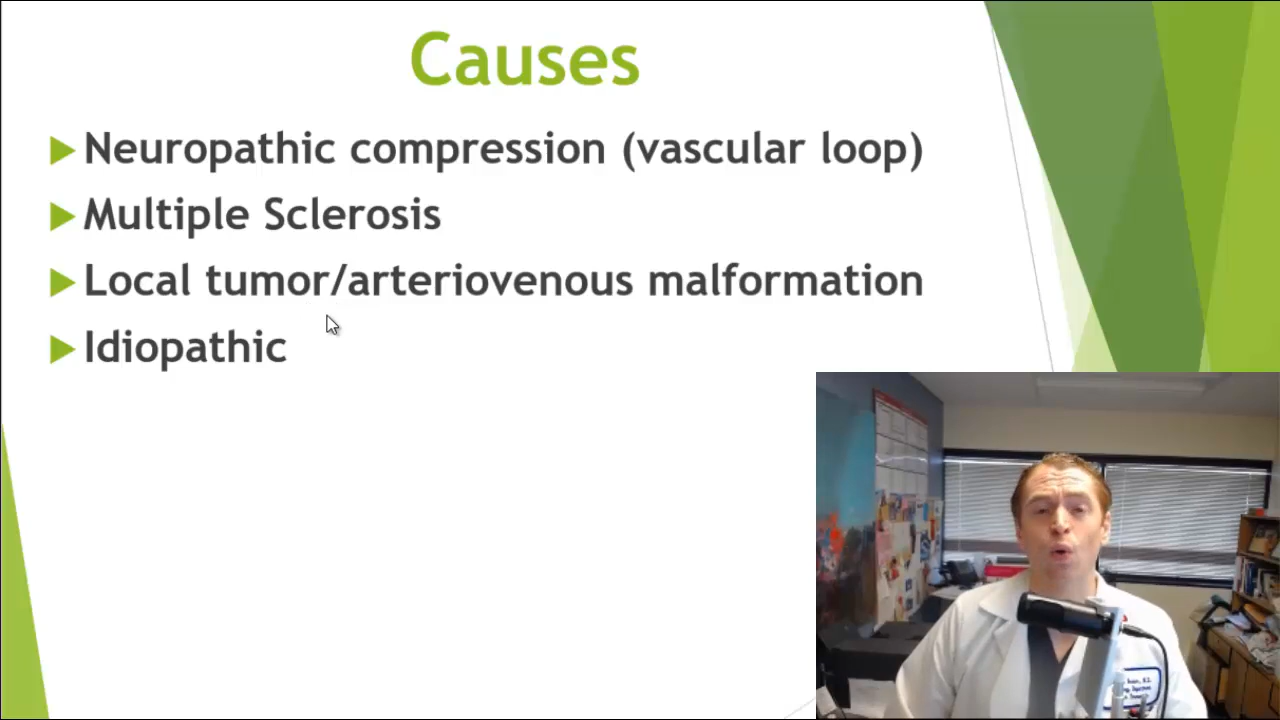 Causes
Neuropathic compression (vascular loop)
Multiple Sclerosis
Local tumor/arteriovenous malformation
Idiopathic